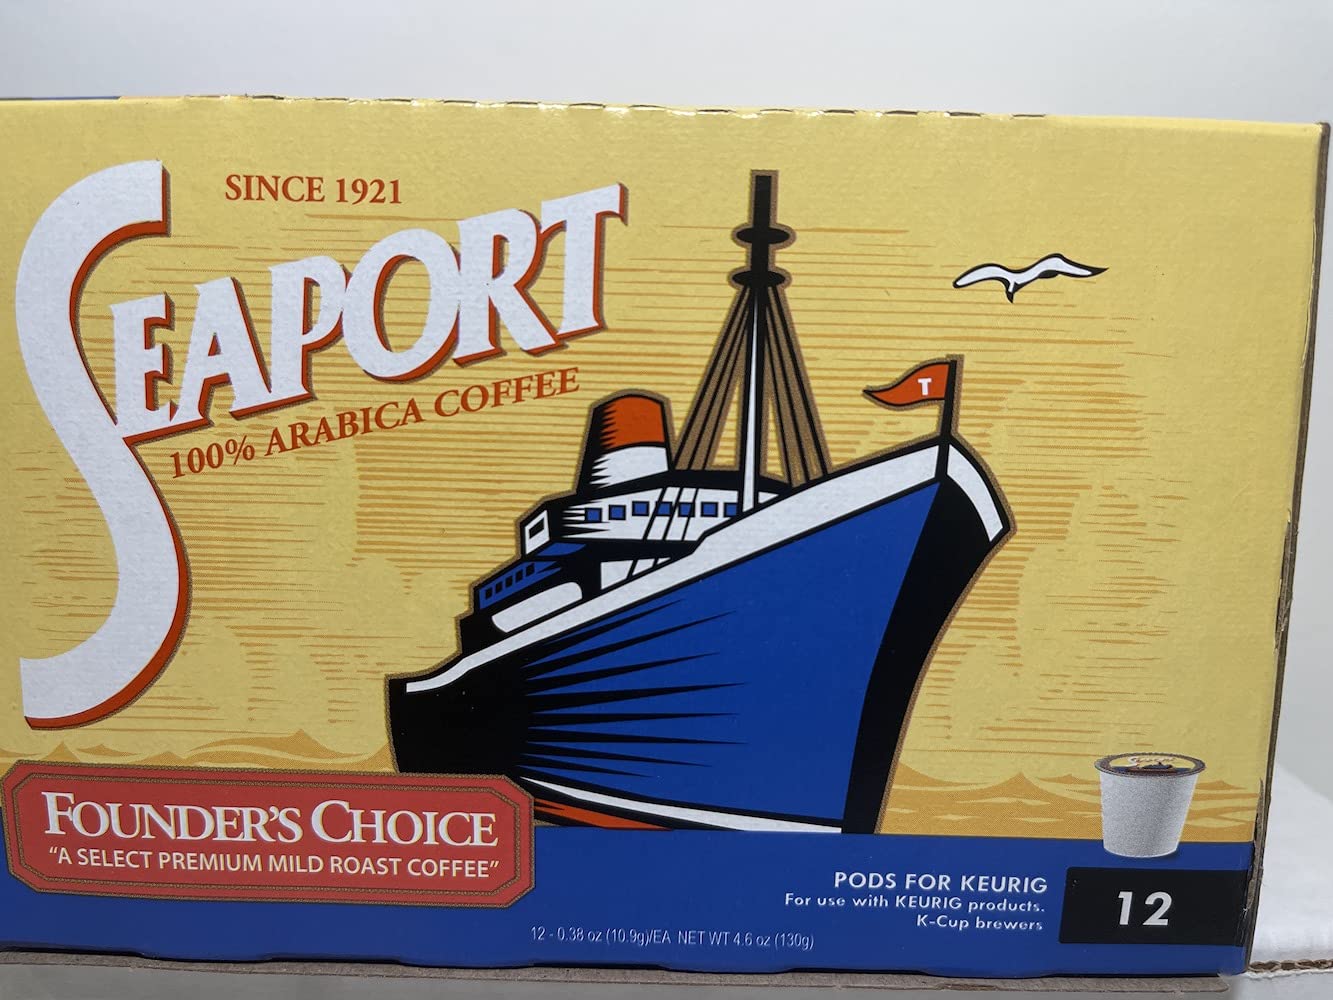 SINCE 1921
SEAPORT
100% ARABICA COFFEE
T
FOUNDER'S CHOICE
"A SELECT PREMIUM MILD ROAST COFFEE"
PODS FOR KEURIG
For use with KEURIG products.
K-Cup brewers
12
12 - 0.38 oz (10.9g)/EA NET WT 4.6 oz (130g)